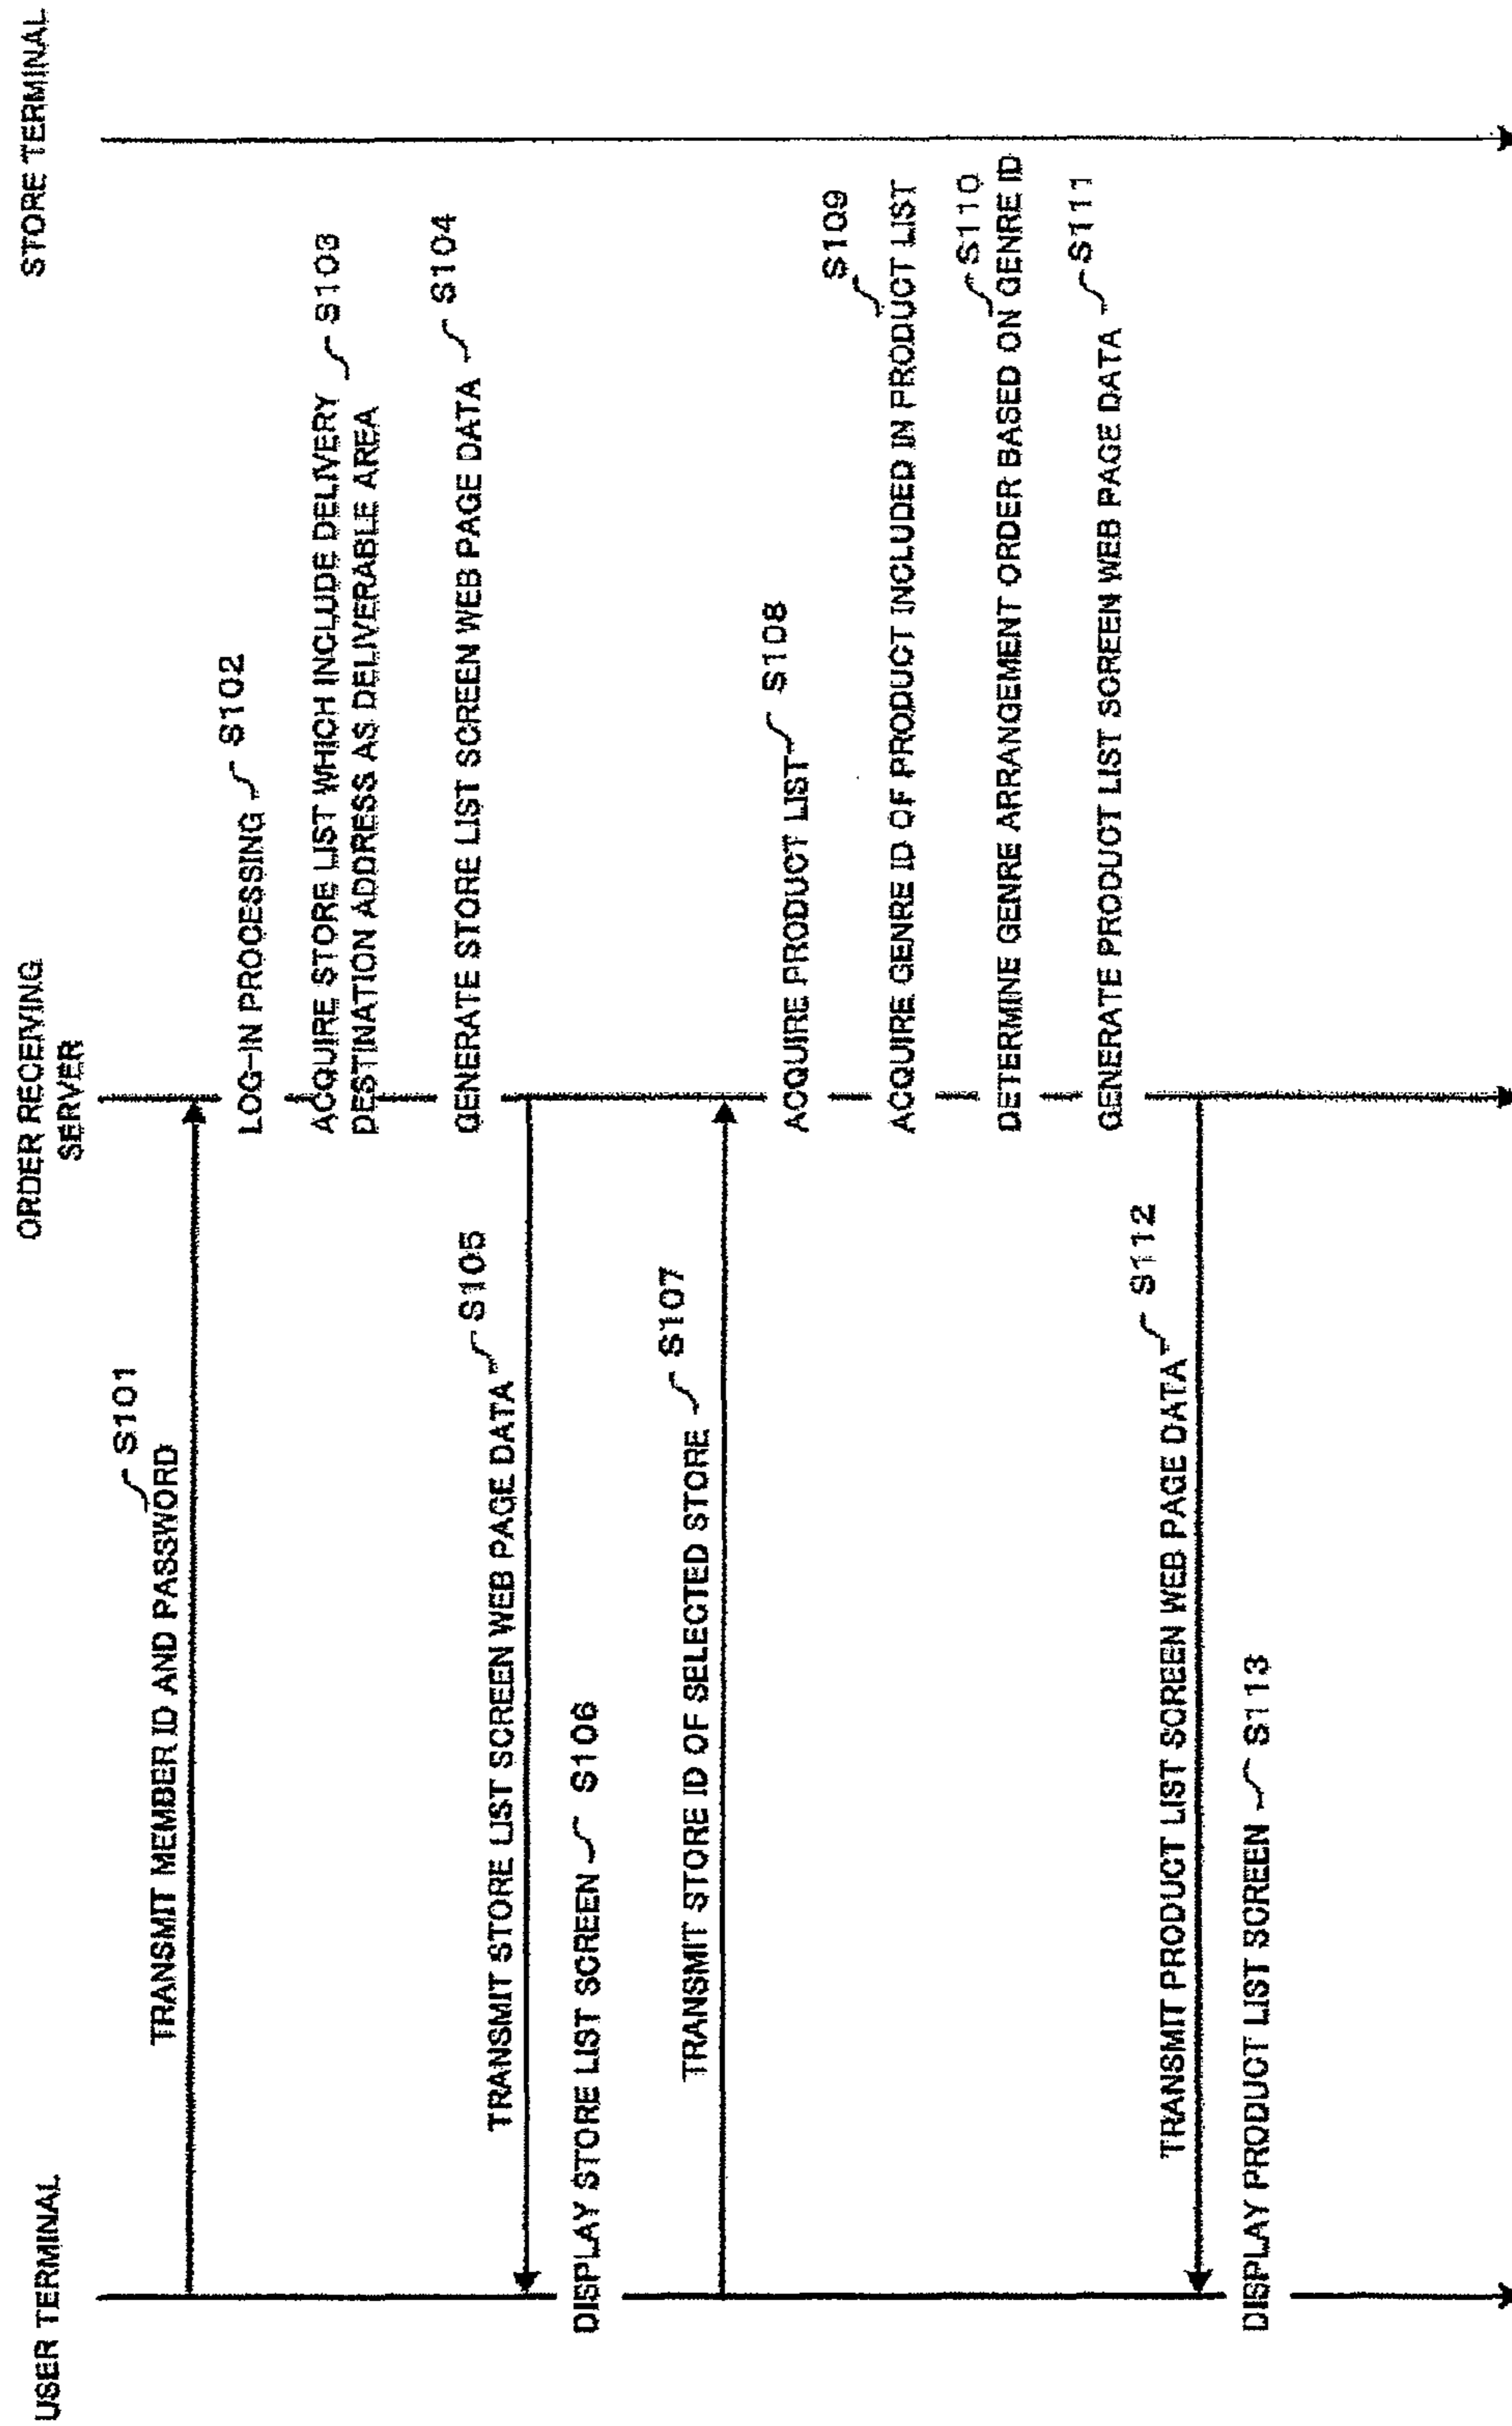 USER TERMINAL
ORDER RECEIVING
SERVER
STORE TERMINAL
S101
TRANSMIT MEMBER ID AND PASSWORD
LOG-IN PROCESSING S102
ACQUIRE STORE LIST WHICH INCLUDE DELIVERY S103
DESTINATION ADDRESS AS DELIVERABLE AREA
GENERATE STORE LIST SCREEN WEB PAGE DATA S104
TRANSMIT STORE LIST SCREEN WEB PAGE DATA S105
DISPLAY STORE LIST SCREEN S106
TRANSMIT STORE ID OF SELECTED STORE S107
ACQUIRE PRODUCT LIST S108
S109
ACQUIRE GENRE ID OF PRODUCT INCLUDED IN PRODUCT LIST
S110
DETERMINE GENRE ARRANGEMENT ORDER BASED ON GENRE ID
GENERATE PRODUCT LIST SCREEN WEB PAGE DATA S111
TRANSMIT PRODUCT LIST SCREEN WEB PAGE DATA S112
DISPLAY PRODUCT LIST SCREEN S113